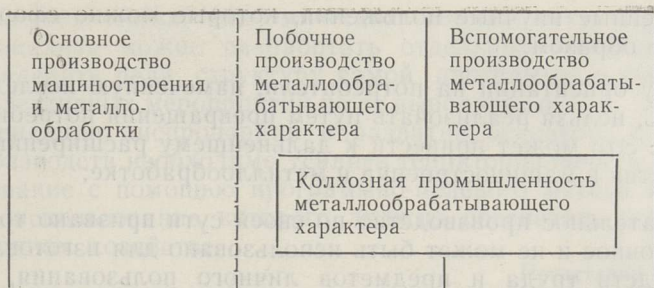 Основное
производство
машиностроения
и металло-
обработки
Побочное
производство
металлообра-
батывающего
характера
Вспомогательное
производство
металлообрабаты-
вающего харак-
тера
Колхозная промышленность
металлообрабатывающего
характера